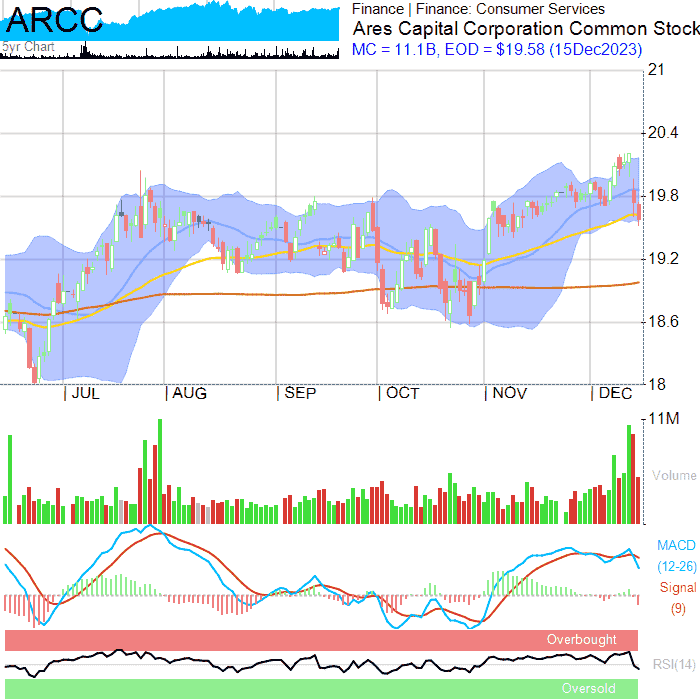 ARCC
5yr Chart
Finance | Finance: Consumer Services
Ares Capital Corporation Common Stock
MC = 11.1B, EOD = $19.58 (15Dec2023)
21
20.4
19.8
19.2
18.6
18
JUL AUG SEP OCT NOV DEC
11M
Volume
MACD
(12-26)
Signal
(9)
Overbought
RSI(14)
Oversold